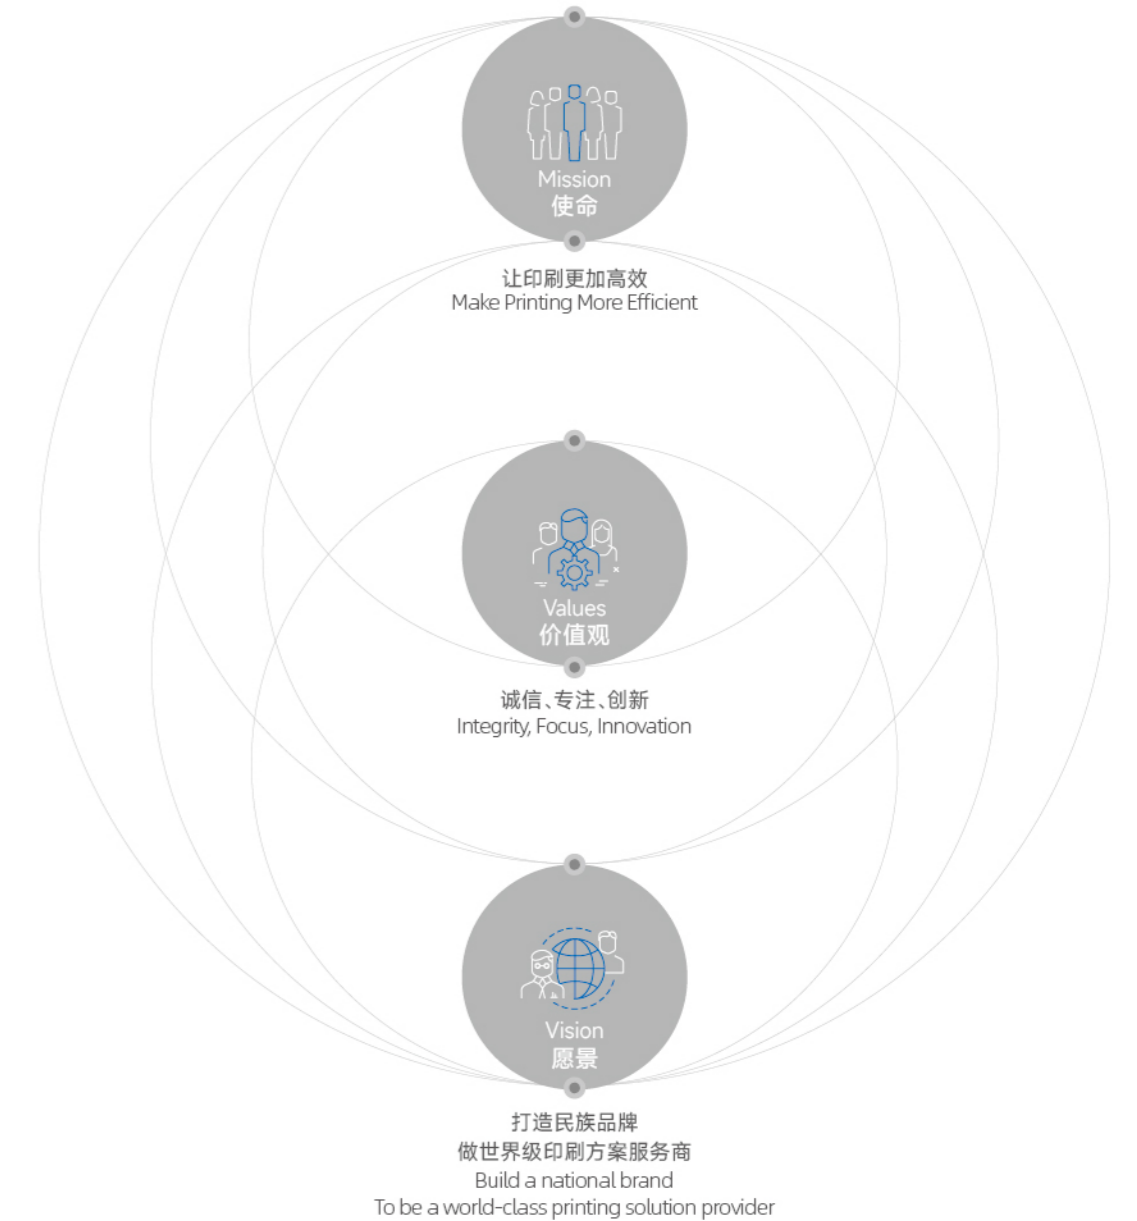 Mission
使命
让印刷更加高效
Make Printing More Efficient
Values
价值观
诚信、专注、创新
Integrity, Focus, Innovation
Vision
愿景
打造民族品牌
做世界级印刷方案服务商
Build a national brand
To be a world-class printing solution provider